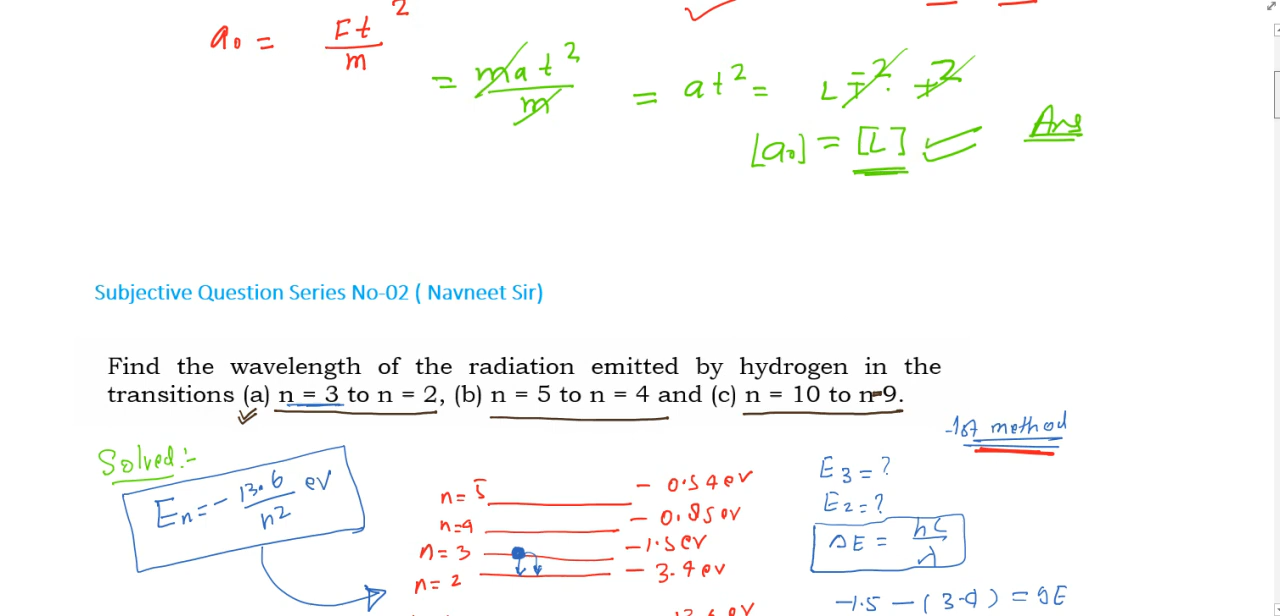 a₀ = Ft² / m
= mat² / m = at² = LT⁻² · T²
[a₀] = [L] Ans
Subjective Question Series No-02 ( Navneet Sir)
Find the wavelength of the radiation emitted by hydrogen in the
transitions (a) n = 3 to n = 2, (b) n = 5 to n = 4 and (c) n = 10 to n=9.
-1st method
Solved:-
En = - 13.6 / n² eV
n= 5 - 0.54 eV
n=4 - 0.85 eV
n= 3 -1.5 eV
n= 2 - 3.4 eV
E3 = ?
E2 = ?
ΔE = hc / λ
-1.5 - (3.4) = ΔE